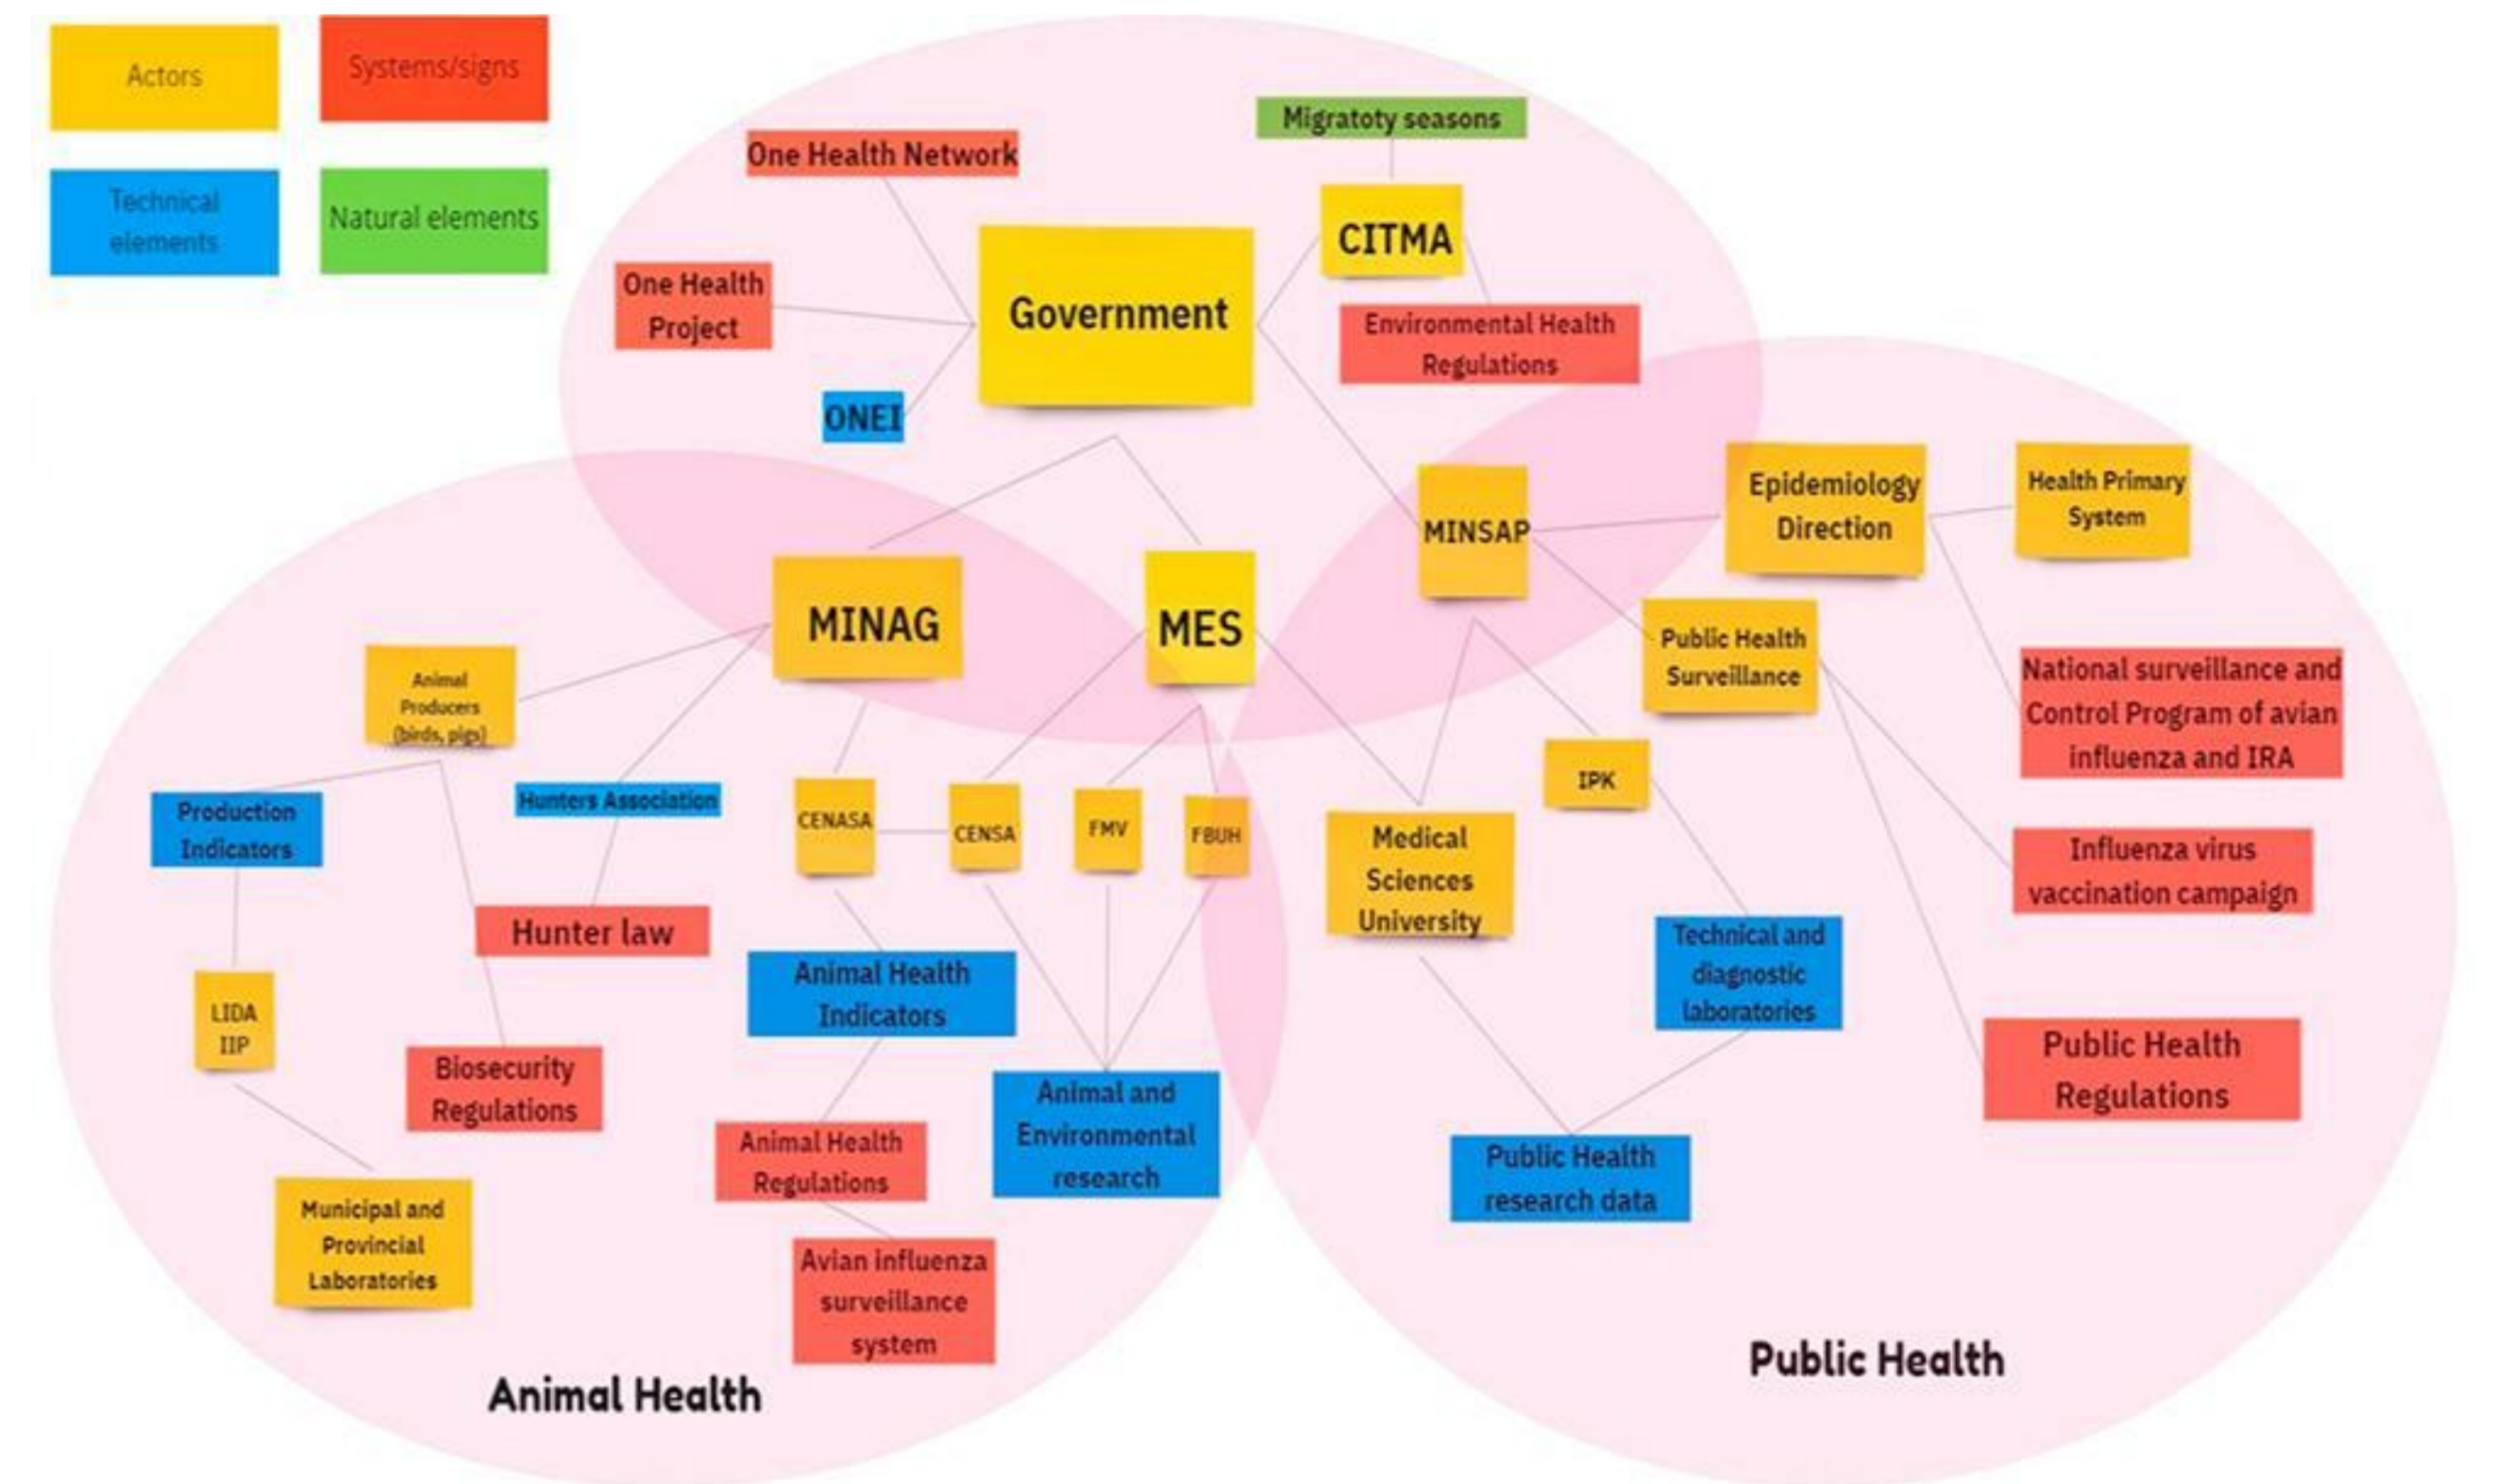 Actors
Systems/signs
Technical
elements
Natural elements
Migratoty seasons
One Health Network
CITMA
One Health
Project
Government
Environmental Health
Regulations
ONEI
MINAG
MES
MINSAP
Epidemiology
Direction
Health Primary
System
Public Health
Surveillance
National surveillance and
Control Program of avian
influenza and IRA
Animal
Producers
(birds, pigs)
Production
Indicators
Hunters Association
CENASA
CENSA
FMV
FBUH
IPK
Medical
Sciences
University
Influenza virus
vaccination campaign
Hunter law
Technical and
diagnostic
laboratories
Animal Health
Indicators
LIDA
IIP
Biosecurity
Regulations
Animal and
Environmental
research
Public Health
Regulations
Animal Health
Regulations
Public Health
research data
Municipal and
Provincial
Laboratories
Avian influenza
surveillance
system
Animal Health
Public Health